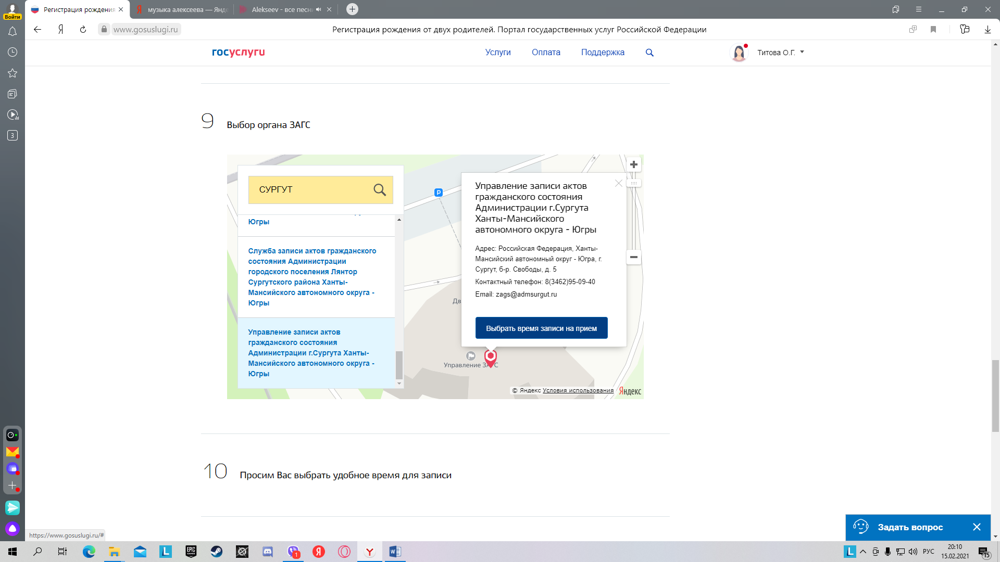 Войти
Регистрация рождения
музыка алексеева — Янде
Alekseev - все песн
www.gosuslugi.ru
Регистрация рождения от двух родителей. Портал государственных услуг Российской Федерации
госуслуги
Услуги
Оплата
Поддержка
Титова О.Г.
3
9
Выбор органа ЗАГС
СУРГУТ
Югры
Служба записи актов гражданского
состояния Администрации
городского поселения Лянтор
Сургутского района Ханты-
Мансийского автономного округа -
Югры
Управление записи актов
гражданского состояния
Администрации г.Сургута Ханты-
Мансийского автономного округа -
Югры
P
Дв
Управление записи актов
гражданского состояния
Администрации г.Сургута
Ханты-Мансийского
автономного округа - Югры
Адрес: Российская Федерация, Ханты-
Мансийский автономный округ - Югра, г.
Сургут, б-р. Свободы, д. 5
Контактный телефон: 8(3462)95-09-40
Email: zags@admsurgut.ru
Выбрать время записи на прием
Управление ЗАГС
© Яндекс Условия использования
Яндекс
10
Просим Вас выбрать удобное время для записи
Задать вопрос
https://www.gosuslugi.ru/#
L
EPIC GAMES
1
Я
Y
W
L
РУС
20:10
15.02.2021
15